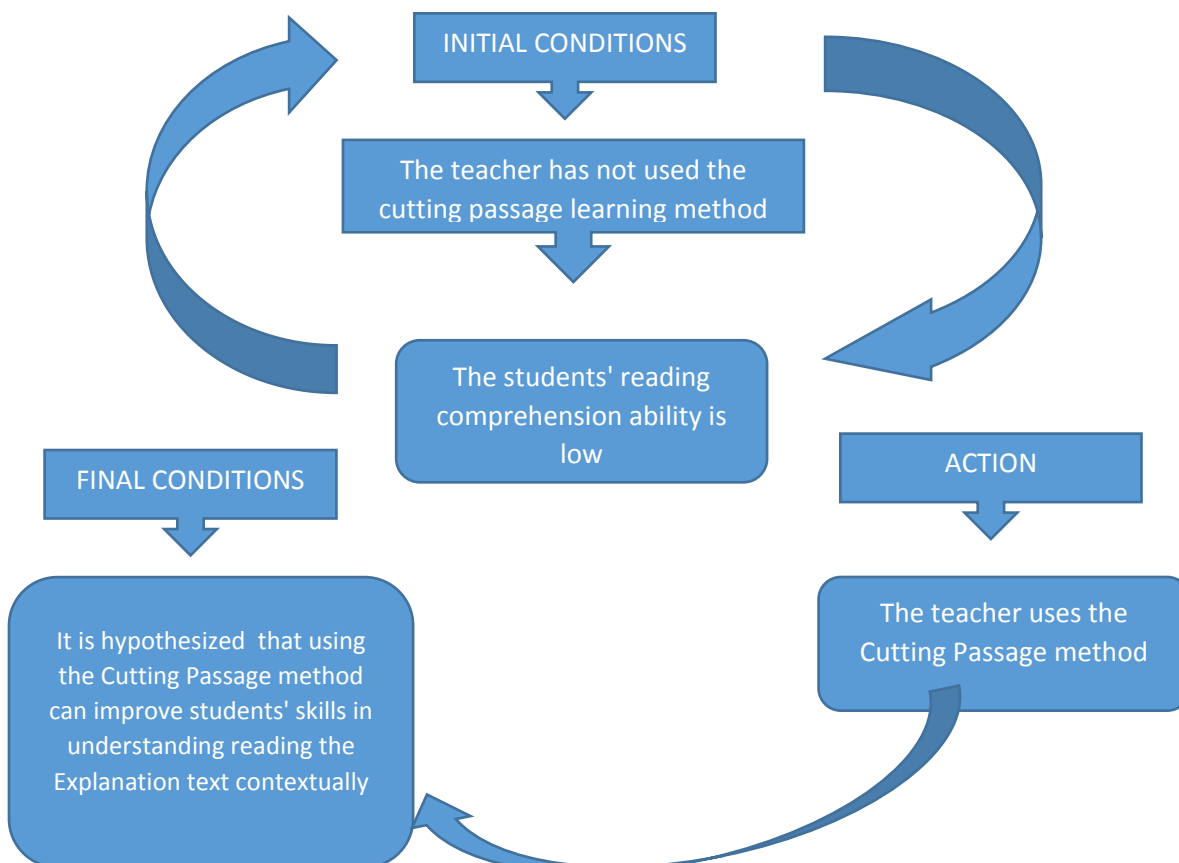 INITIAL CONDITIONS
The teacher has not used the
cutting passage learning method
The students' reading
comprehension ability is
low
FINAL CONDITIONS
ACTION
It is hypothesized  that using
the Cutting Passage method
can improve students' skills in
understanding reading the
Explanation text contextually
The teacher uses the
Cutting Passage method